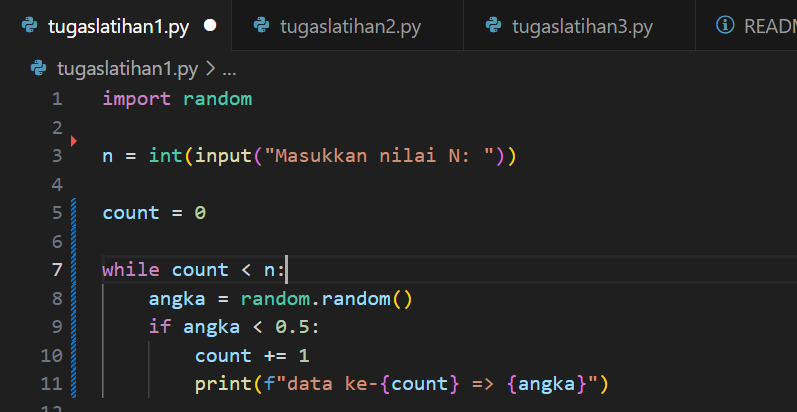 tugaslatihan1.py tugaslatihan2.py tugaslatihan3.py
tugaslatihan1.py > ...
1 import random
2
3 n = int(input("Masukkan nilai N: "))
4
5 count = 0
6
7 while count < n:
8 angka = random.random()
9 if angka < 0.5:
10 count += 1
11 print(f"data ke-{count} => {angka}")